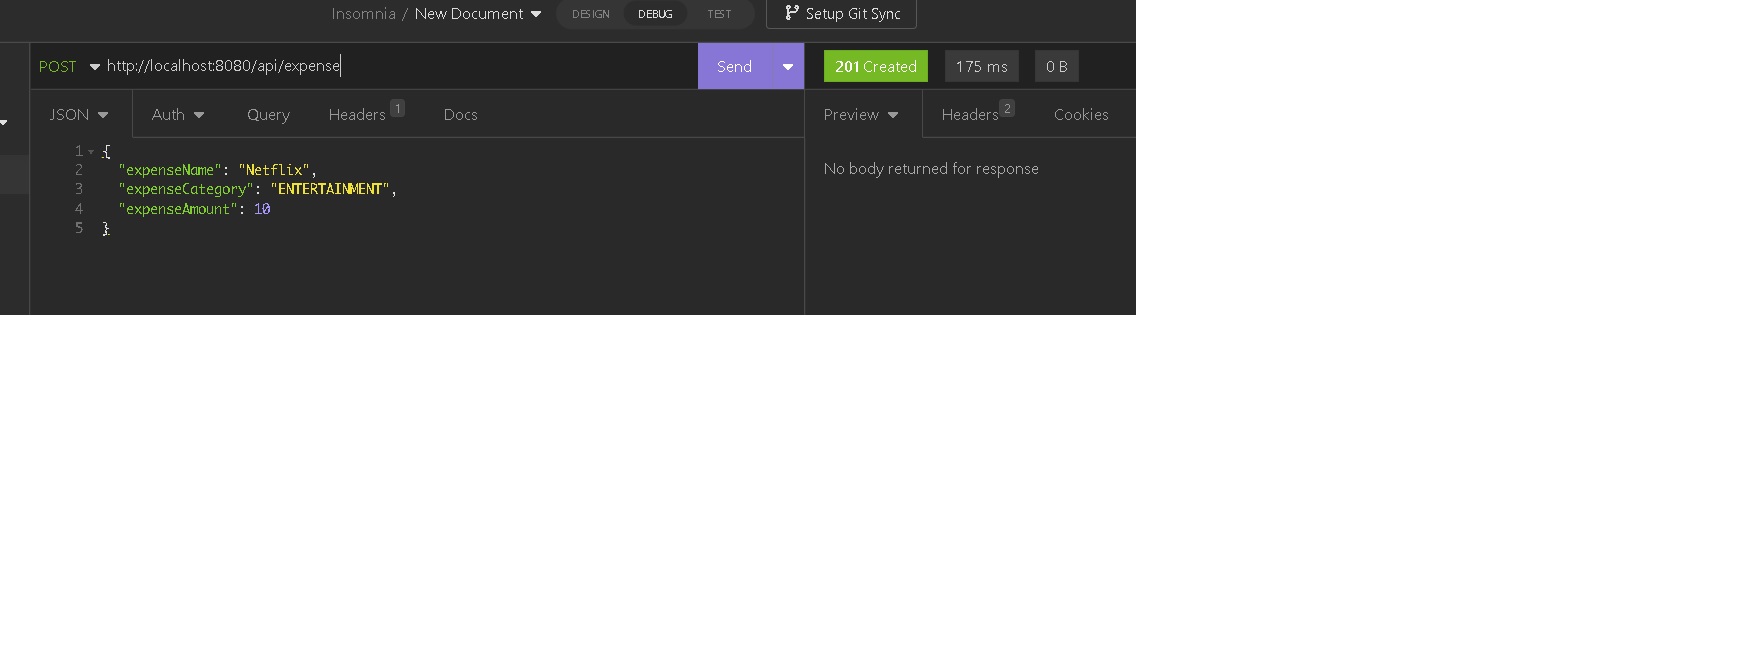 Insomnia / New Document DESIGN DEBUG TEST Setup Git Sync
POST http://localhost:8080/api/expense Send 201 Created 175 ms 0 B
JSON Auth Query Headers 1 Docs Preview Headers 2 Cookies
1 {
2 "expenseName": "Netflix",
3 "expenseCategory": "ENTERTAINMENT",
4 "expenseAmount": 10
5 }
No body returned for response